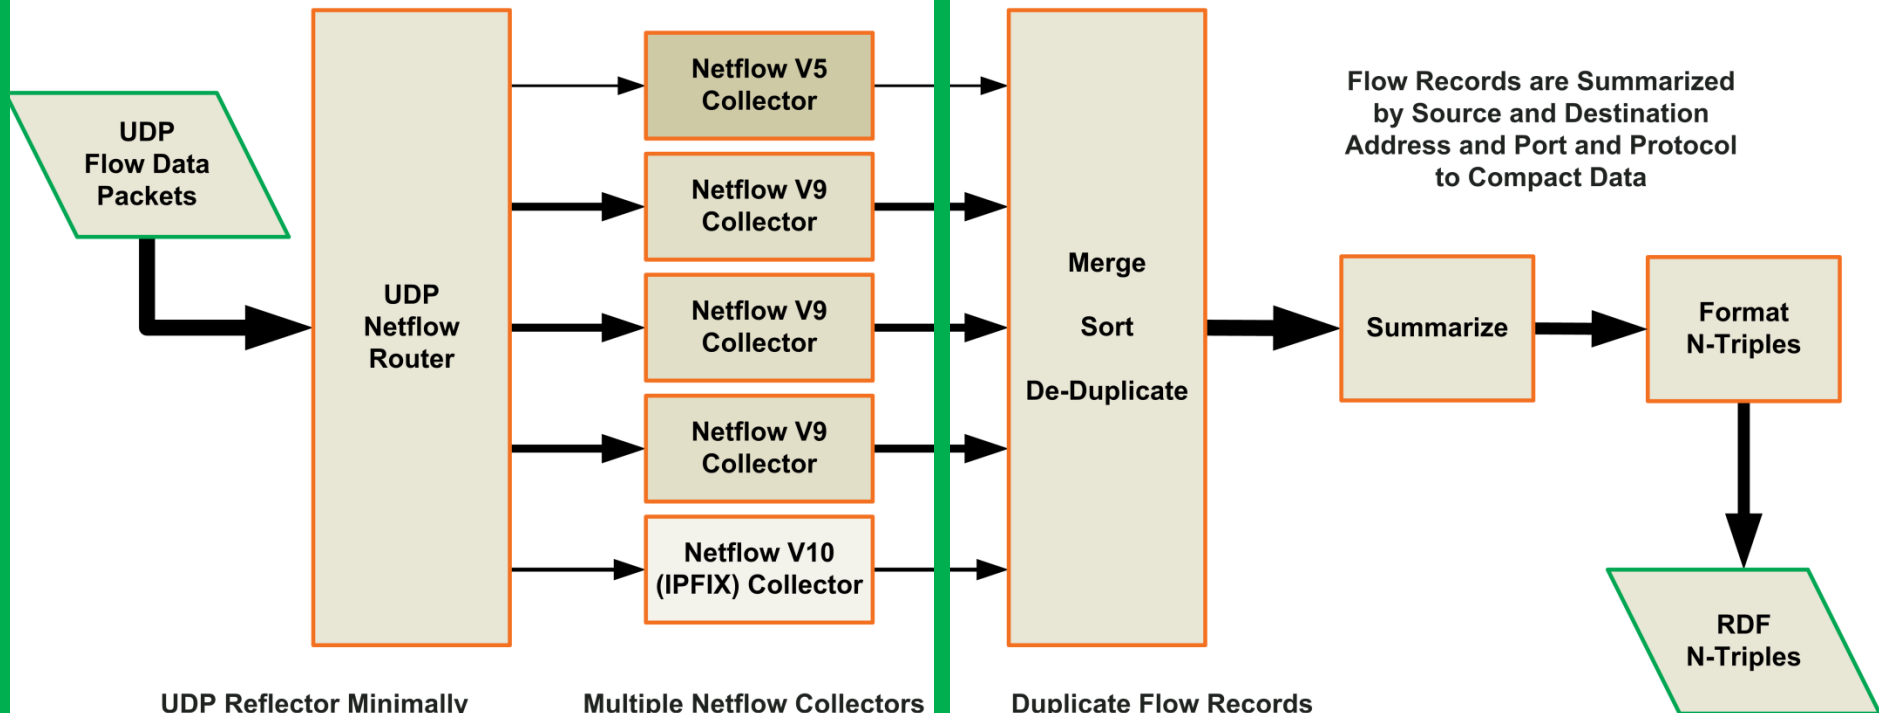 UDP
Flow Data
Packets
UDP
Netflow
Router
Netflow V5
Collector
Netflow V9
Collector
Netflow V9
Collector
Netflow V9
Collector
Netflow V10
(IPFIX) Collector
Merge
Sort
De-Duplicate
Flow Records are Summarized
by Source and Destination
Address and Port and Protocol
to Compact Data
Summarize
Format
N-Triples
RDF
N-Triples
UDP Reflector Minimally
Multiple Netflow Collectors
Duplicate Flow Records